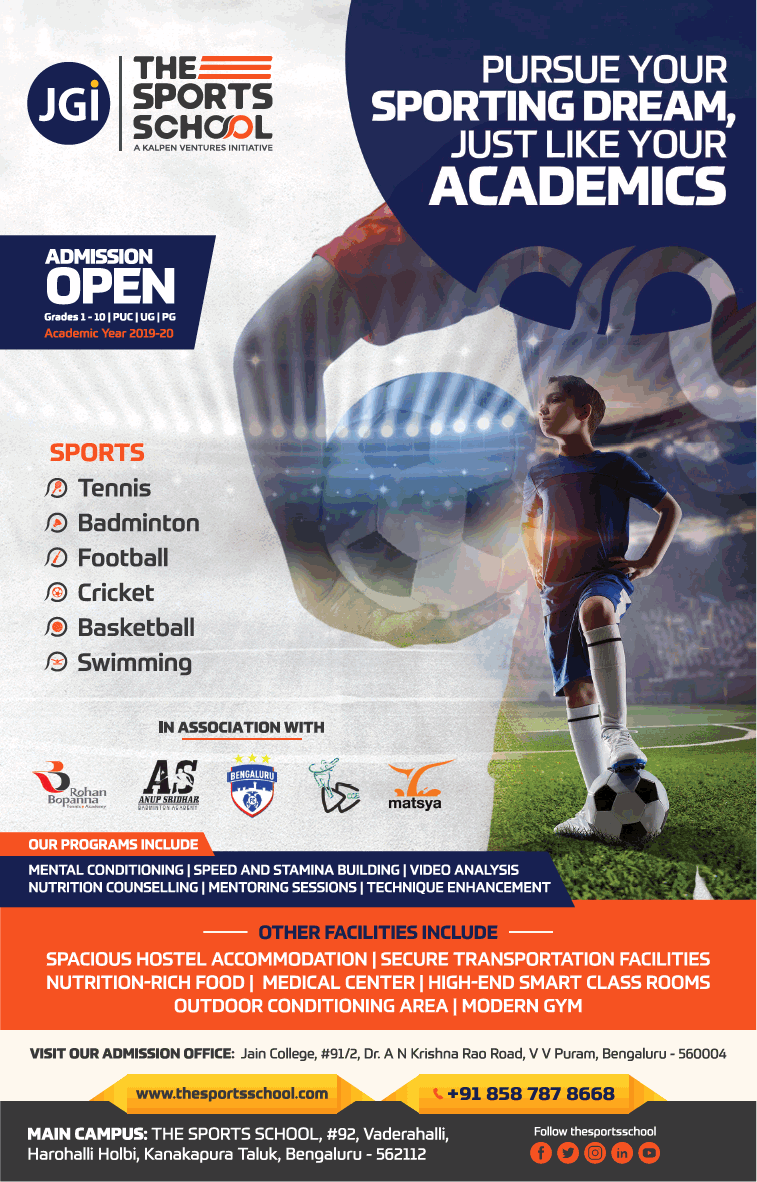 JGi
THE
SPORTS
SCHOOL
A KALPEN VENTURES INITIATIVE
PURSUE YOUR
SPORTING DREAM,
JUST LIKE YOUR
ACADEMICS
ADMISSION
OPEN
Grades 1 - 10 | PUC | UG | PG
Academic Year 2019-20
SPORTS
Tennis
Badminton
Football
Cricket
Basketball
Swimming
IN ASSOCIATION WITH
Rohan
Bopanna
Tennis Academy
AS
ANUP SRIDHAR
BADMINTON ACADEMY
BENGALURU
matsya
OUR PROGRAMS INCLUDE
MENTAL CONDITIONING | SPEED AND STAMINA BUILDING | VIDEO ANALYSIS
NUTRITION COUNSELLING | MENTORING SESSIONS | TECHNIQUE ENHANCEMENT
OTHER FACILITIES INCLUDE
SPACIOUS HOSTEL ACCOMMODATION | SECURE TRANSPORTATION FACILITIES
NUTRITION-RICH FOOD | MEDICAL CENTER | HIGH-END SMART CLASS ROOMS
OUTDOOR CONDITIONING AREA | MODERN GYM
VISIT OUR ADMISSION OFFICE: Jain College, #91/2, Dr. A N Krishna Rao Road, V V Puram, Bengaluru - 560004
www.thesportsschool.com
+91 858 787 8668
MAIN CAMPUS: THE SPORTS SCHOOL, #92, Vaderahalli,
Harohalli Holbi, Kanakapura Taluk, Bengaluru - 562112
Follow thesportsschool